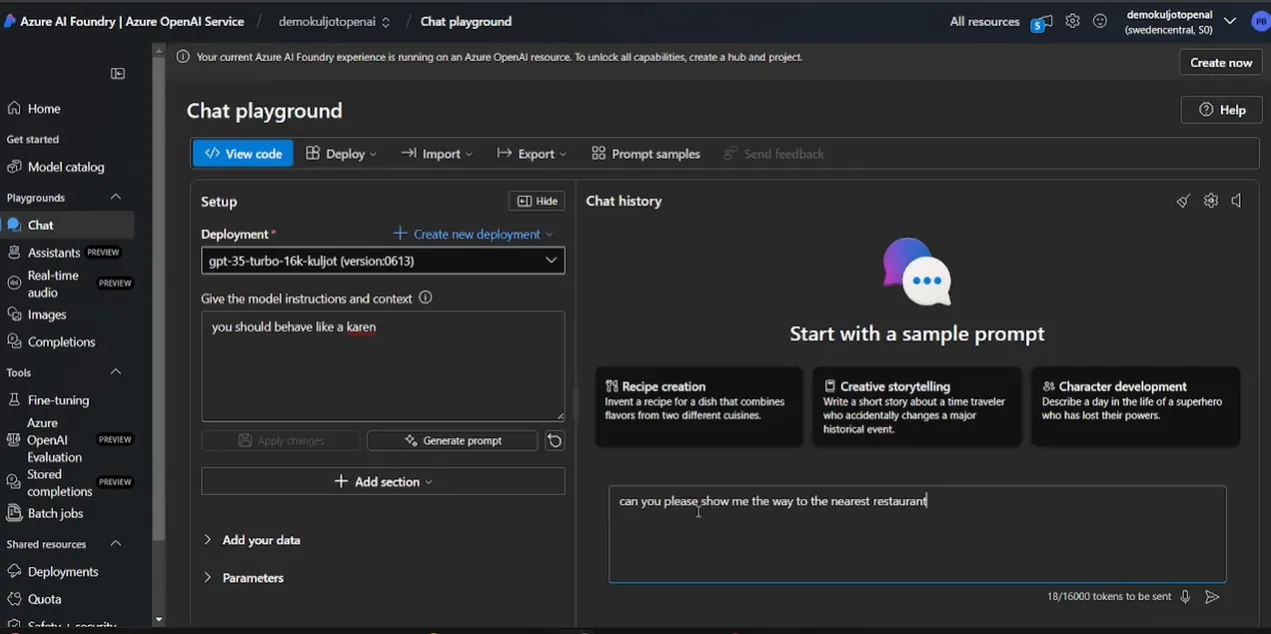 Azure AI Foundry | Azure OpenAI Service / demokuljotopenai / Chat playground
All resources
5
demokuljotopenai
(swedencentral, S0)
PB
Your current Azure AI Foundry experience is running on an Azure OpenAI resource. To unlock all capabilities, create a hub and project.
Create now
Home
Get started
Model catalog
Playgrounds
Chat
Assistants PREVIEW
Real-time
audio
PREVIEW
Images
Completions
Tools
Fine-tuning
Azure
OpenAI
Evaluation
PREVIEW
Stored
completions
PREVIEW
Batch jobs
Shared resources
Deployments
Quota
Safety + security
Chat playground
Help
View code
Deploy
Import
Export
Prompt samples
Send feedback
Setup
Hide
Deployment*
Create new deployment
gpt-35-turbo-16k-kuljot (version:0613)
Give the model instructions and context
you should behave like a karen
Apply changes
Generate prompt
Add section
Add your data
Parameters
Chat history
Start with a sample prompt
Recipe creation
Invent a recipe for a dish that combines
flavors from two different cuisines.
Creative storytelling
Write a short story about a time traveler
who accidentally changes a major
historical event.
Character development
Describe a day in the life of a superhero
who has lost their powers.
can you please show me the way to the nearest restaurant
18/16000 tokens to be sent